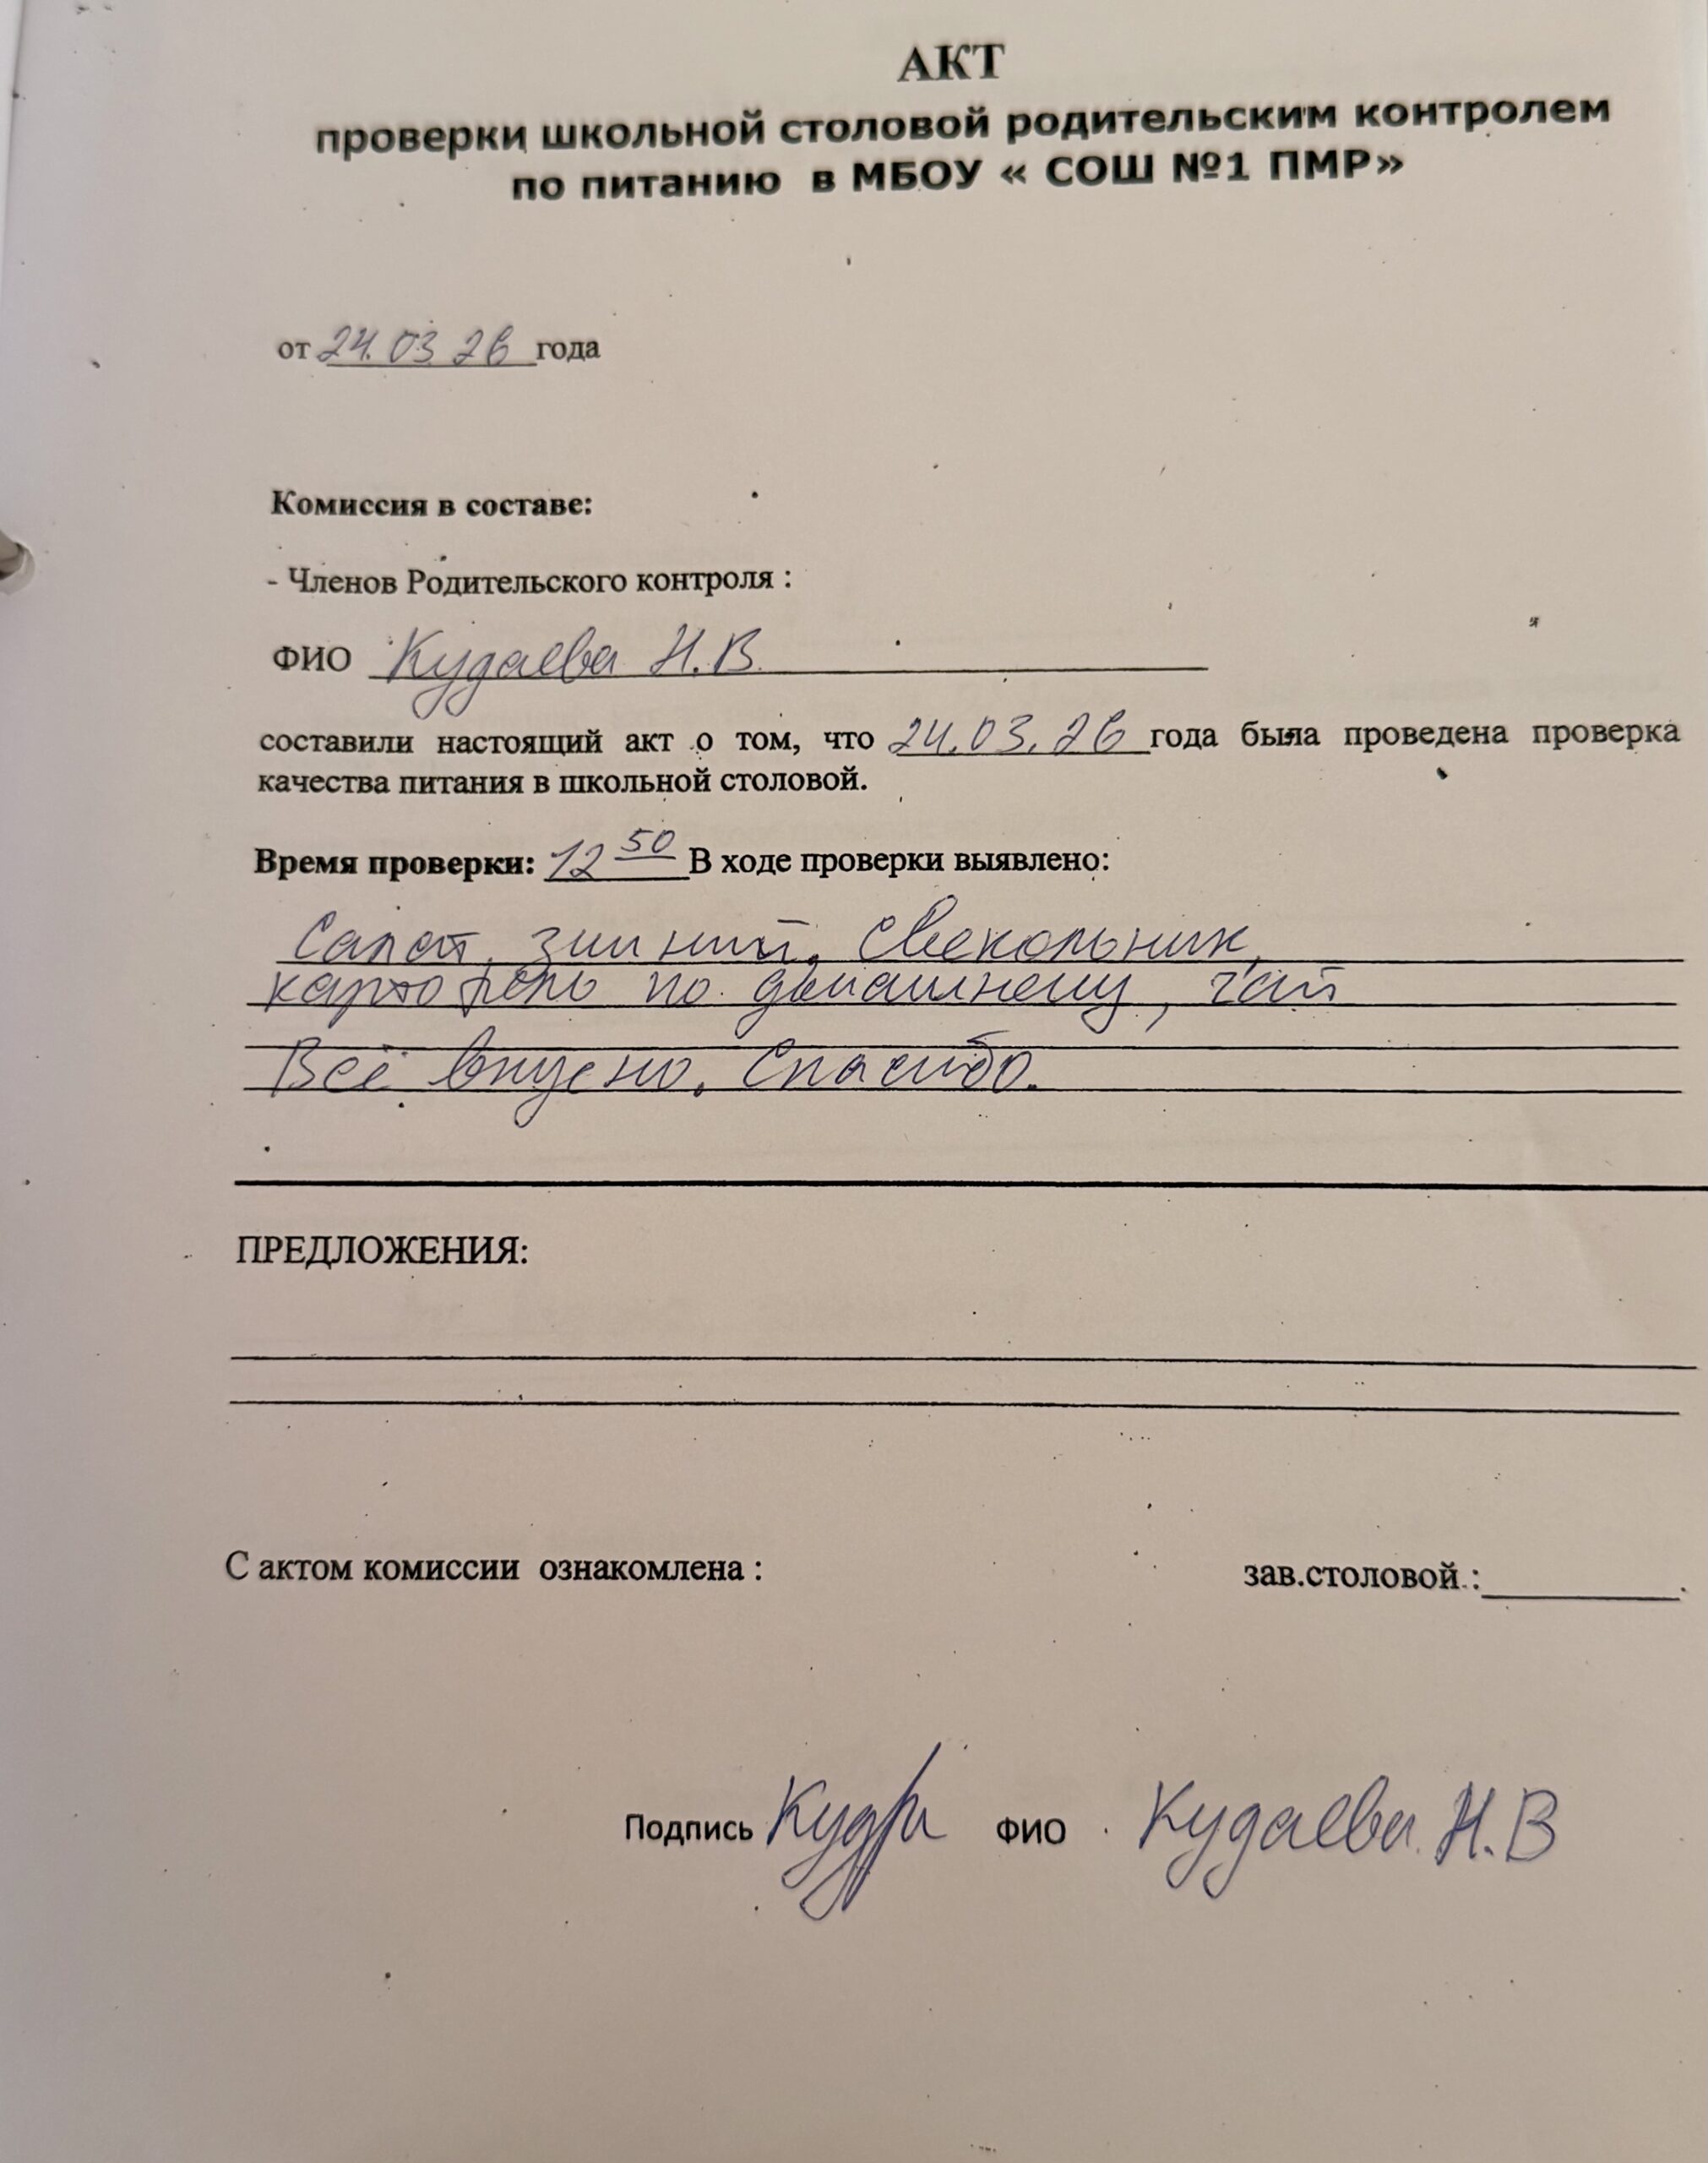 АКТ
проверки школьной столовой родительским контролем
по питанию в МБОУ « СОШ №1 ПМР»
от 24.03 26 года
Комиссия в составе:
- Членов Родительского контроля :
ФИО Кудаева Н.В.
составили настоящий акт о том, что 24.03.26 года была проведена проверка
качества питания в школьной столовой.
Время проверки: 12 50 В ходе проверки выявлено:
Салат зимний. Свекольник,
картофель по домашнему, чай
Всё вкусно. Спасибо.
ПРЕДЛОЖЕНИЯ:
С актом комиссии ознакомлена : зав.столовой :
Подпись ФИО Кудаева Н.В